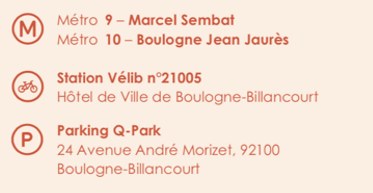 M Métro 9 – Marcel Sembat
Métro 10 – Boulogne Jean Jaurès
Station Vélib n°21005
Hôtel de Ville de Boulogne-Billancourt
P Parking Q-Park
24 Avenue André Morizet, 92100
Boulogne-Billancourt